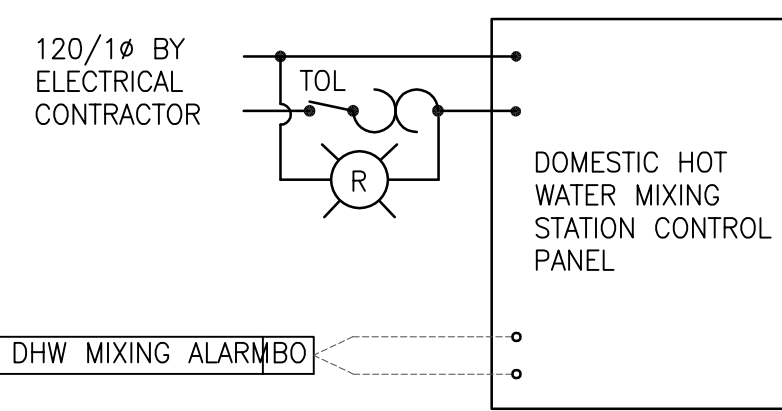 120/1ø BY
ELECTRICAL
CONTRACTOR
TOL
R
DOMESTIC HOT
WATER MIXING
STATION CONTROL
PANEL
DHW MIXING ALARM BO